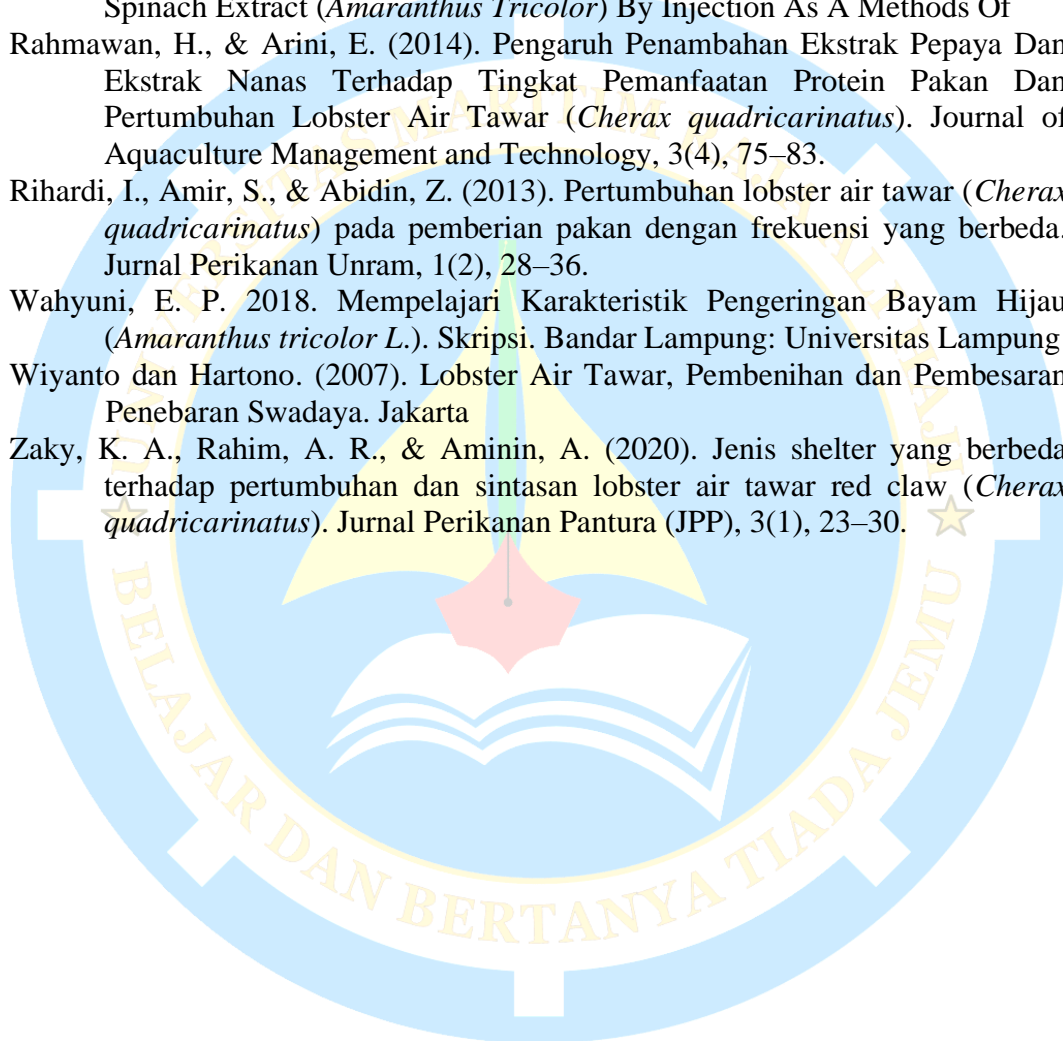 Spinach Extract (Amaranthus Tricolor) By Injection As A Methods Of
Rahmawan, H., & Arini, E. (2014). Pengaruh Penambahan Ekstrak Pepaya Dan
Ekstrak Nanas Terhadap Tingkat Pemanfaatan Protein Pakan Dan
Pertumbuhan Lobster Air Tawar (Cherax quadricarinatus). Journal of
Aquaculture Management and Technology, 3(4), 75–83.
Rihardi, I., Amir, S., & Abidin, Z. (2013). Pertumbuhan lobster air tawar (Cherax
quadricarinatus) pada pemberian pakan dengan frekuensi yang berbeda.
Jurnal Perikanan Unram, 1(2), 28–36.
Wahyuni, E. P. 2018. Mempelajari Karakteristik Pengeringan Bayam Hijau
(Amaranthus tricolor L.). Skripsi. Bandar Lampung: Universitas Lampung
Wiyanto dan Hartono. (2007). Lobster Air Tawar, Pembenihan dan Pembesaran
Penebaran Swadaya. Jakarta
Zaky, K. A., Rahim, A. R., & Aminin, A. (2020). Jenis shelter yang berbeda
terhadap pertumbuhan dan sintasan lobster air tawar red claw (Cherax
quadricarinatus). Jurnal Perikanan Pantura (JPP), 3(1), 23–30.
UNIVERSITAS MARITIM RAJA ALI HAJI
BELAJAR DAN BERTANYA TIADA JEMU